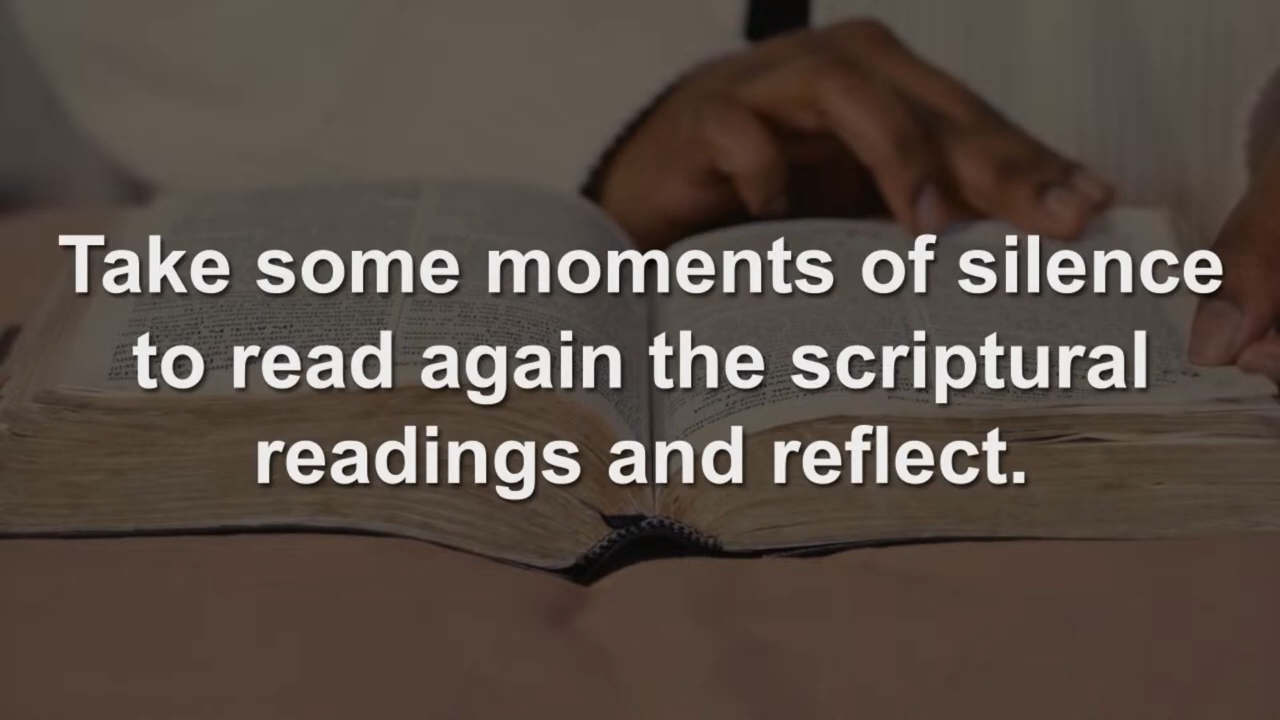 Take some moments of silence
to read again the scriptural
readings and reflect.